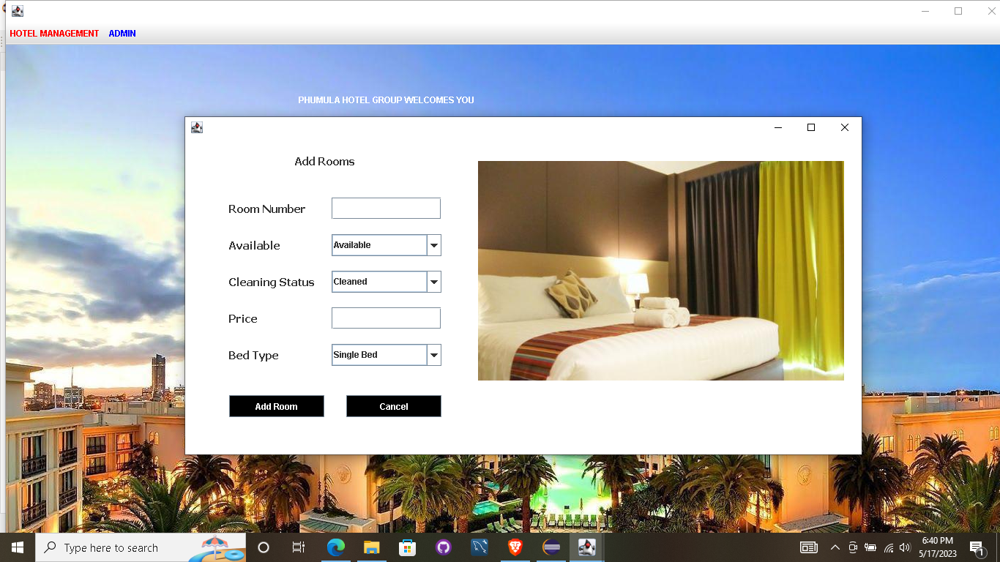 HOTEL MANAGEMENT ADMIN
PHUMULA HOTEL GROUP WELCOMES YOU
Add Rooms
Room Number
Available Available
Cleaning Status Cleaned
Price
Bed Type Single Bed
Add Room Cancel
Type here to search
6:40 PM
5/17/2023
1